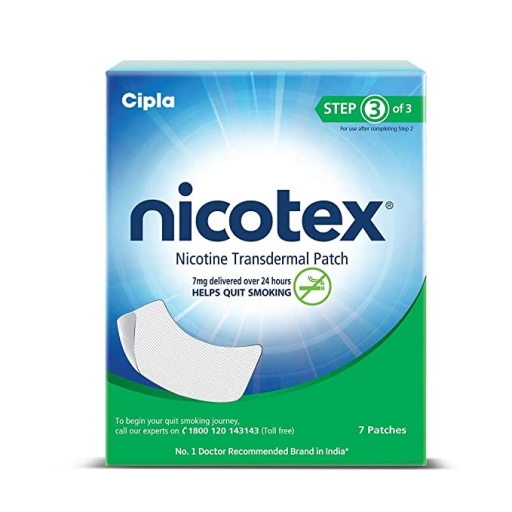 Cipla
STEP 3 of 3
For use after completing Step 2
nicotex®
Nicotine Transdermal Patch
7mg delivered over 24 hours
HELPS QUIT SMOKING
To begin your quit smoking journey,
call our experts on 1800 120 143143 (Toll free)
7 Patches
No. 1 Doctor Recommended Brand in India*